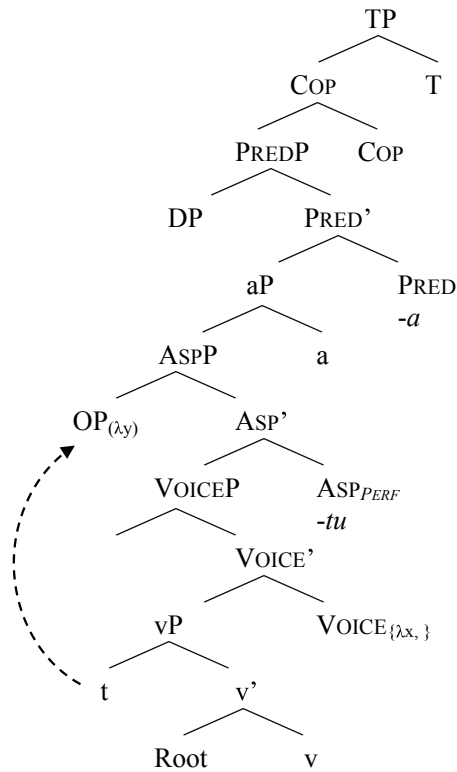 TP
COP T
PREDP COP
DP PRED’
aP PRED
-a
ASPP a
OP(λy) ASP’
VOICEP ASPPERF
-tu
VOICE’
vP VOICE{λx, }
t v’
Root v